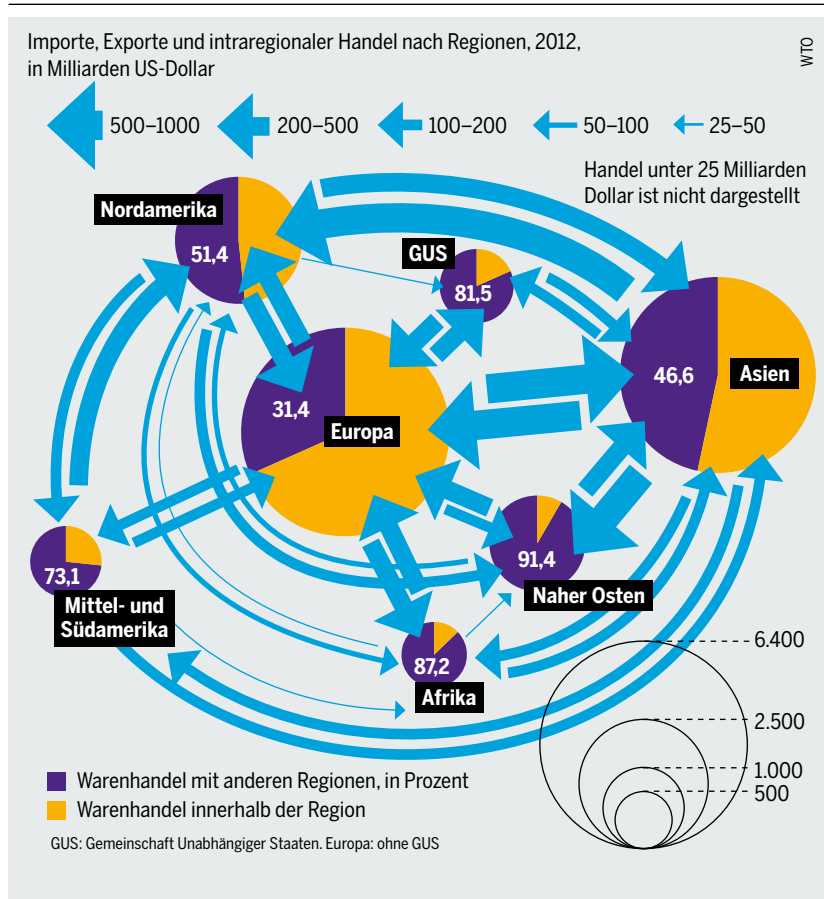 Importe, Exporte und intraregionaler Handel nach Regionen, 2012,
in Milliarden US-Dollar
WTO
500–1000
200–500
100–200
50–100
25–50
Handel unter 25 Milliarden
Dollar ist nicht dargestellt
Nordamerika
51,4
GUS
81,5
46,6
Asien
31,4
Europa
73,1
Mittel- und
Südamerika
91,4
Naher Osten
87,2
Afrika
6.400
2.500
1.000
500
Warenhandel mit anderen Regionen, in Prozent
Warenhandel innerhalb der Region
GUS: Gemeinschaft Unabhängiger Staaten. Europa: ohne GUS